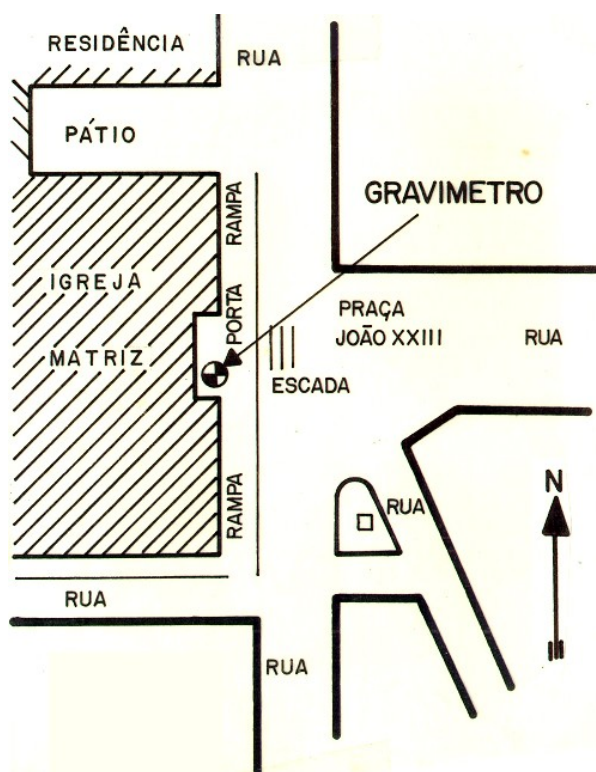 RESIDÊNCIA
RUA
PÁTIO
RAMPA
GRAVIMETRO
IGREJA
MATRIZ
PORTA
PRAÇA
JOÃO XXIII
RUA
ESCADA
RAMPA
RUA
N
RUA
RUA